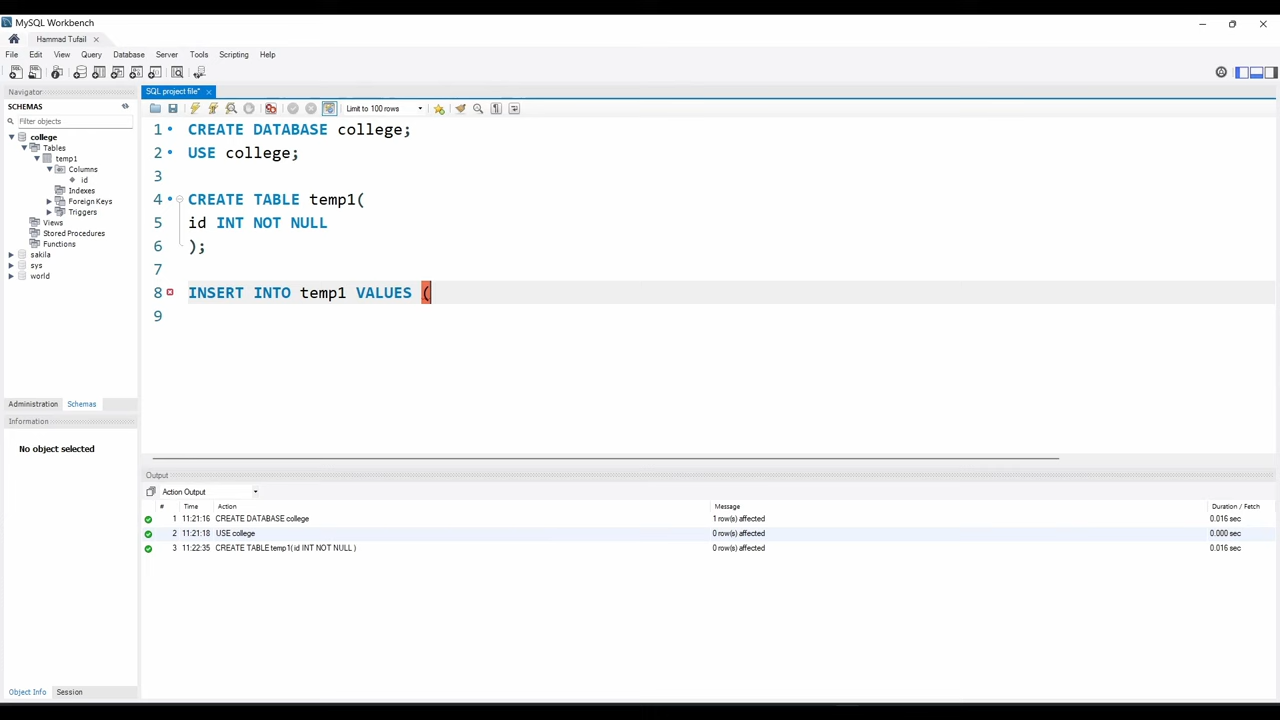 MySQL Workbench
Hammad Tufail ×
File Edit View Query Database Server Tools Scripting Help
Navigator
SQL project file* ×
SCHEMAS
Limit to 100 rows
Filter objects
college
Tables
temp1
Columns
id
Indexes
Foreign Keys
Triggers
Views
Stored Procedures
Functions
sakila
sys
world
1 CREATE DATABASE college;
2 USE college;
3
4 CREATE TABLE temp1(
5 id INT NOT NULL
6 );
7
8 INSERT INTO temp1 VALUES (
9
Administration Schemas
Information
No object selected
Output
Action Output
# Time Action Message Duration / Fetch
1 11:21:16 CREATE DATABASE college 1 row(s) affected 0.016 sec
2 11:21:18 USE college 0 row(s) affected 0.000 sec
3 11:22:35 CREATE TABLE temp1( id INT NOT NULL ) 0 row(s) affected 0.016 sec
Object Info Session